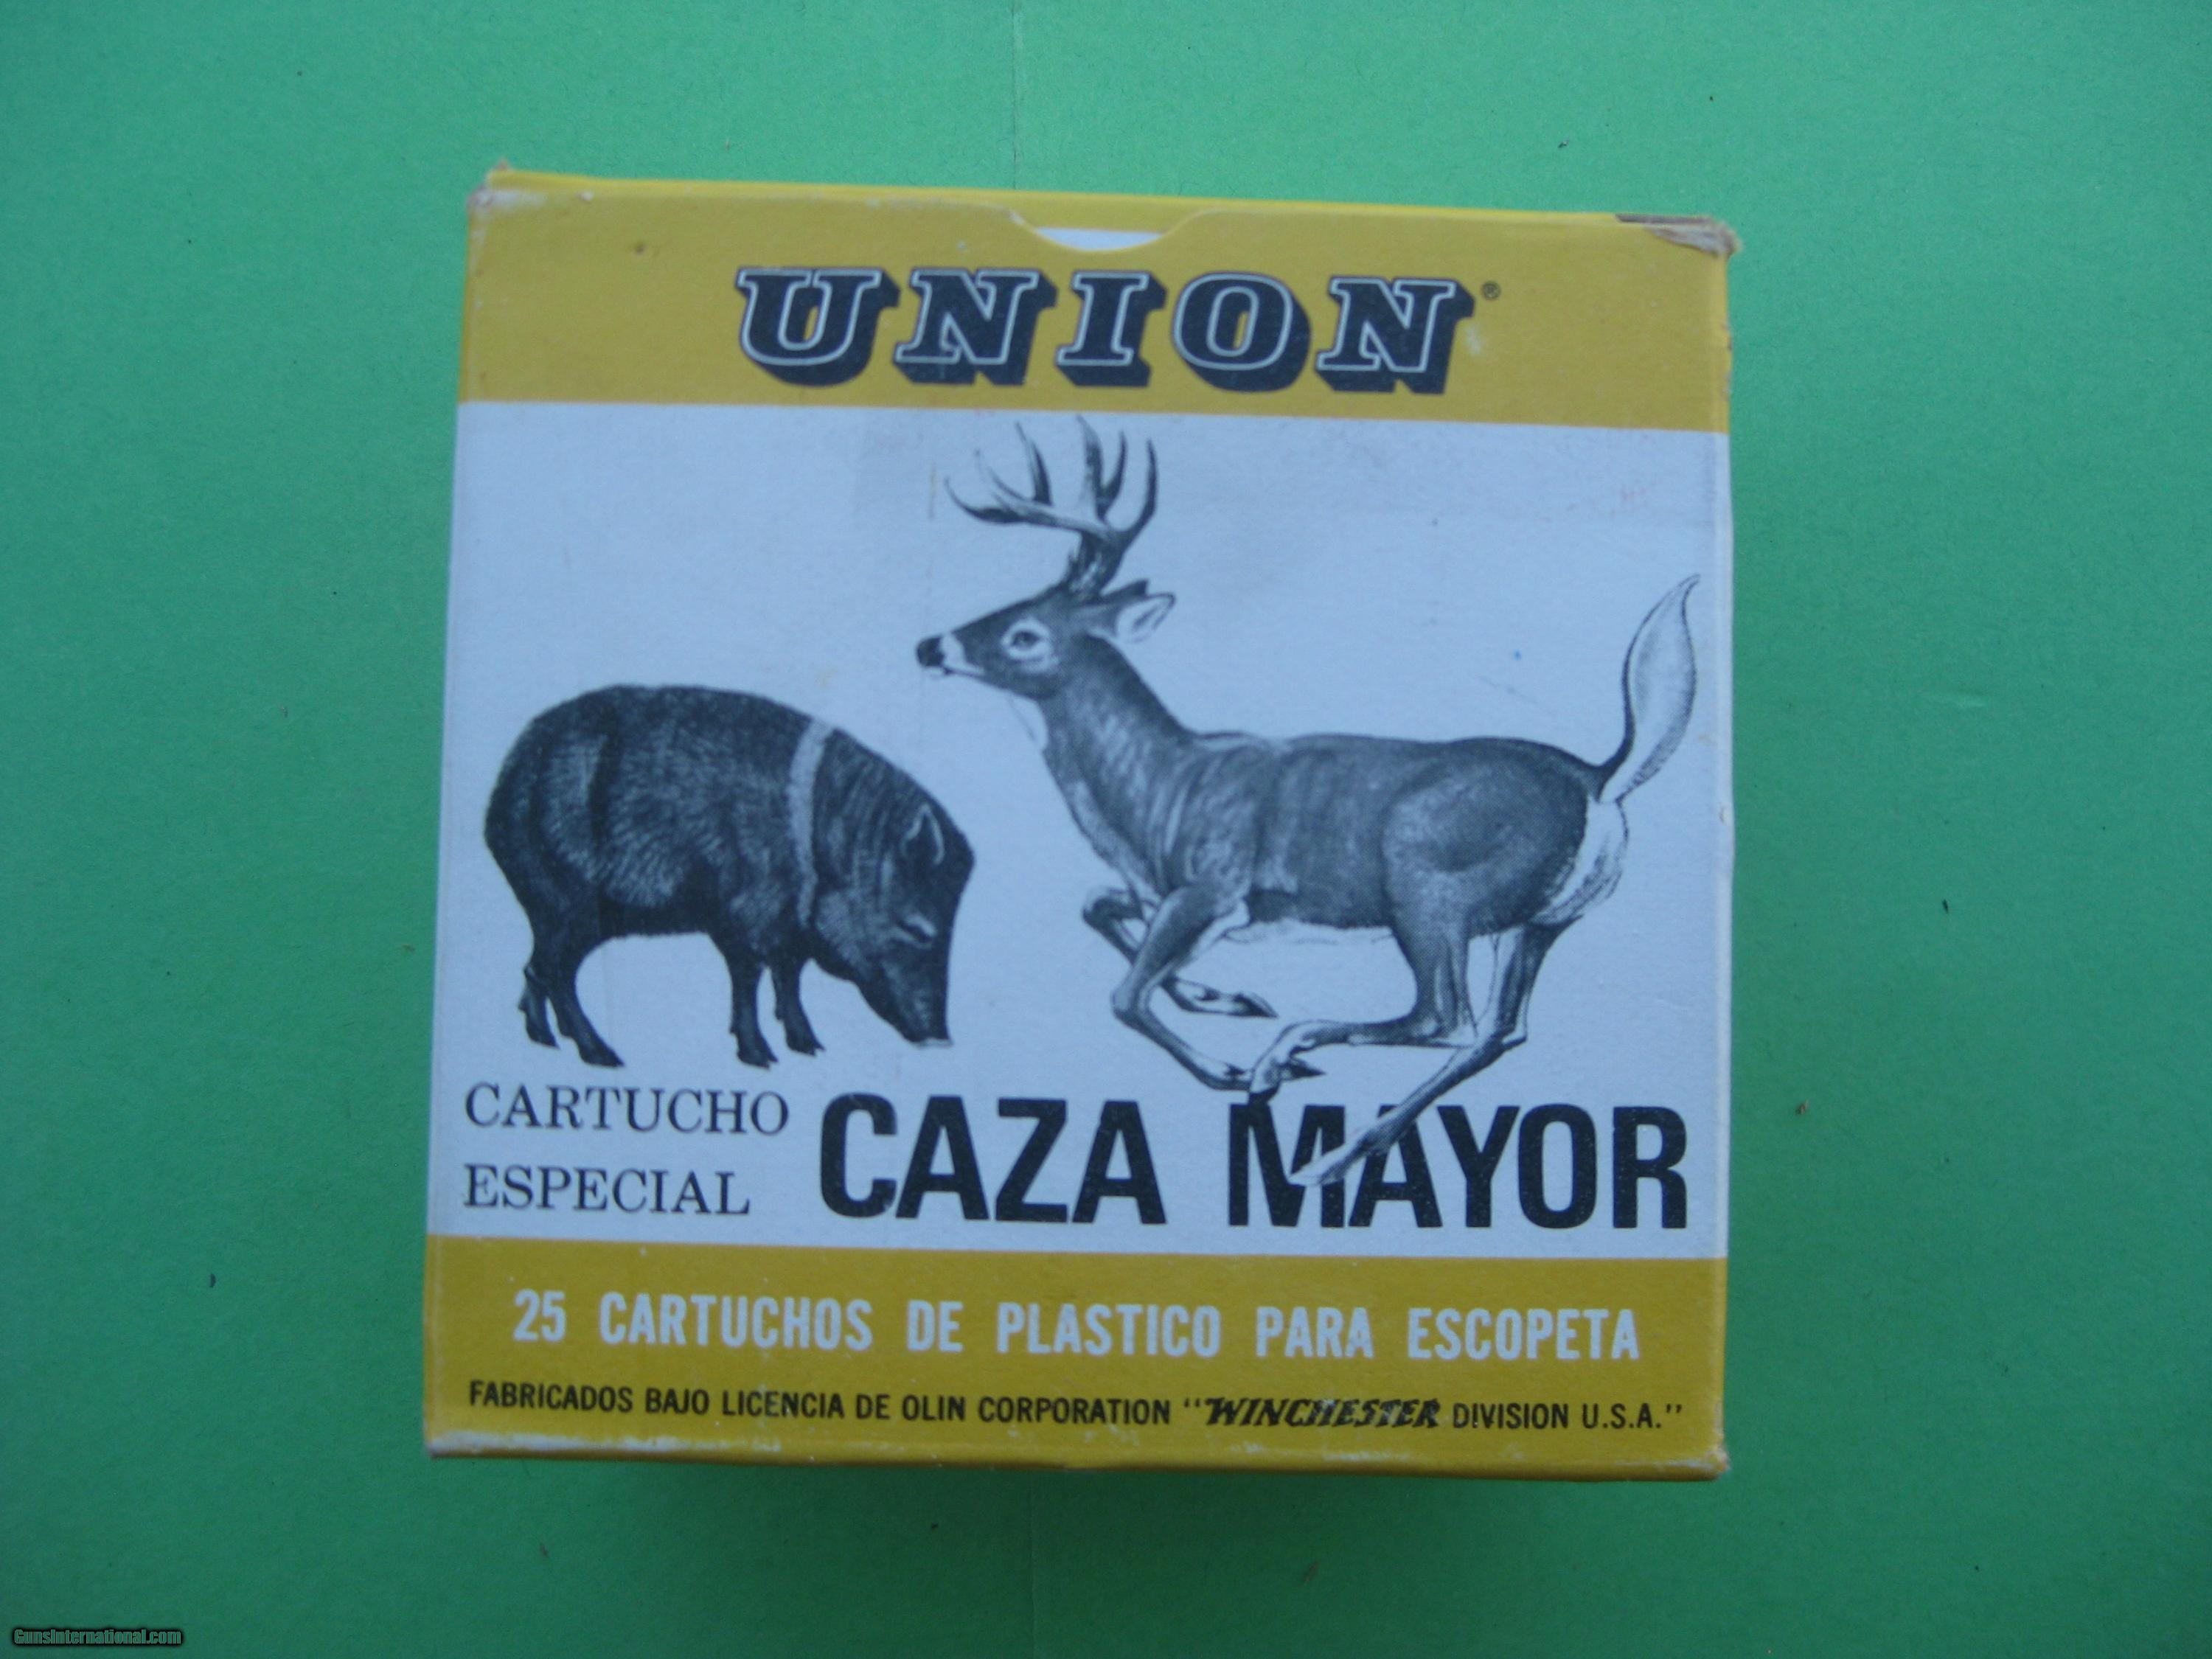 UNION®
CARTUCHO
ESPECIAL
CAZA MAYOR
25 CARTUCHOS DE PLASTICO PARA ESCOPETA
FABRICADOS BAJO LICENCIA DE OLIN CORPORATION "WINCHESTER DIVISION U.S.A."
GunsInternational.com